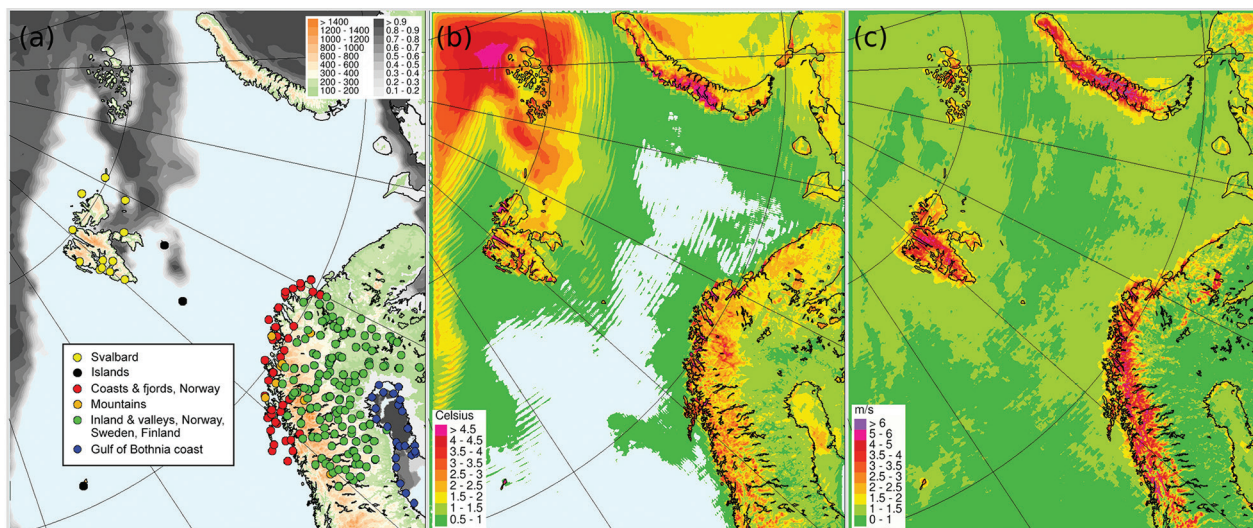 (a)
> 1400
1200 - 1400
1000 - 1200
800 - 1000
600 - 800
400 - 600
300 - 400
200 - 300
100 - 200
> 0.9
0.8 - 0.9
0.7 - 0.8
0.6 - 0.7
0.5 - 0.6
0.4 - 0.5
0.3 - 0.4
0.2 - 0.3
0.1 - 0.2
Svalbard
Islands
Coasts & fjords, Norway
Mountains
Inland & valleys, Norway,
Sweden, Finland
Gulf of Bothnia coast
(b)
Celsius
> 4.5
4 - 4.5
3.5 - 4
3 - 3.5
2.5 - 3
2 - 2.5
1.5 - 2
1 - 1.5
0.5 - 1
(c)
m/s
> 6
5 - 6
4 - 5
3.5 - 4
3 - 3.5
2.5 - 3
2 - 2.5
1.5 - 2
1 - 1.5
0 - 1